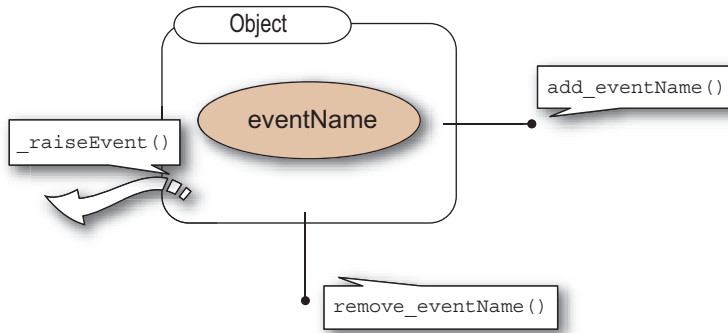 Object
add_eventName()
eventName
_raiseEvent()
remove_eventName()